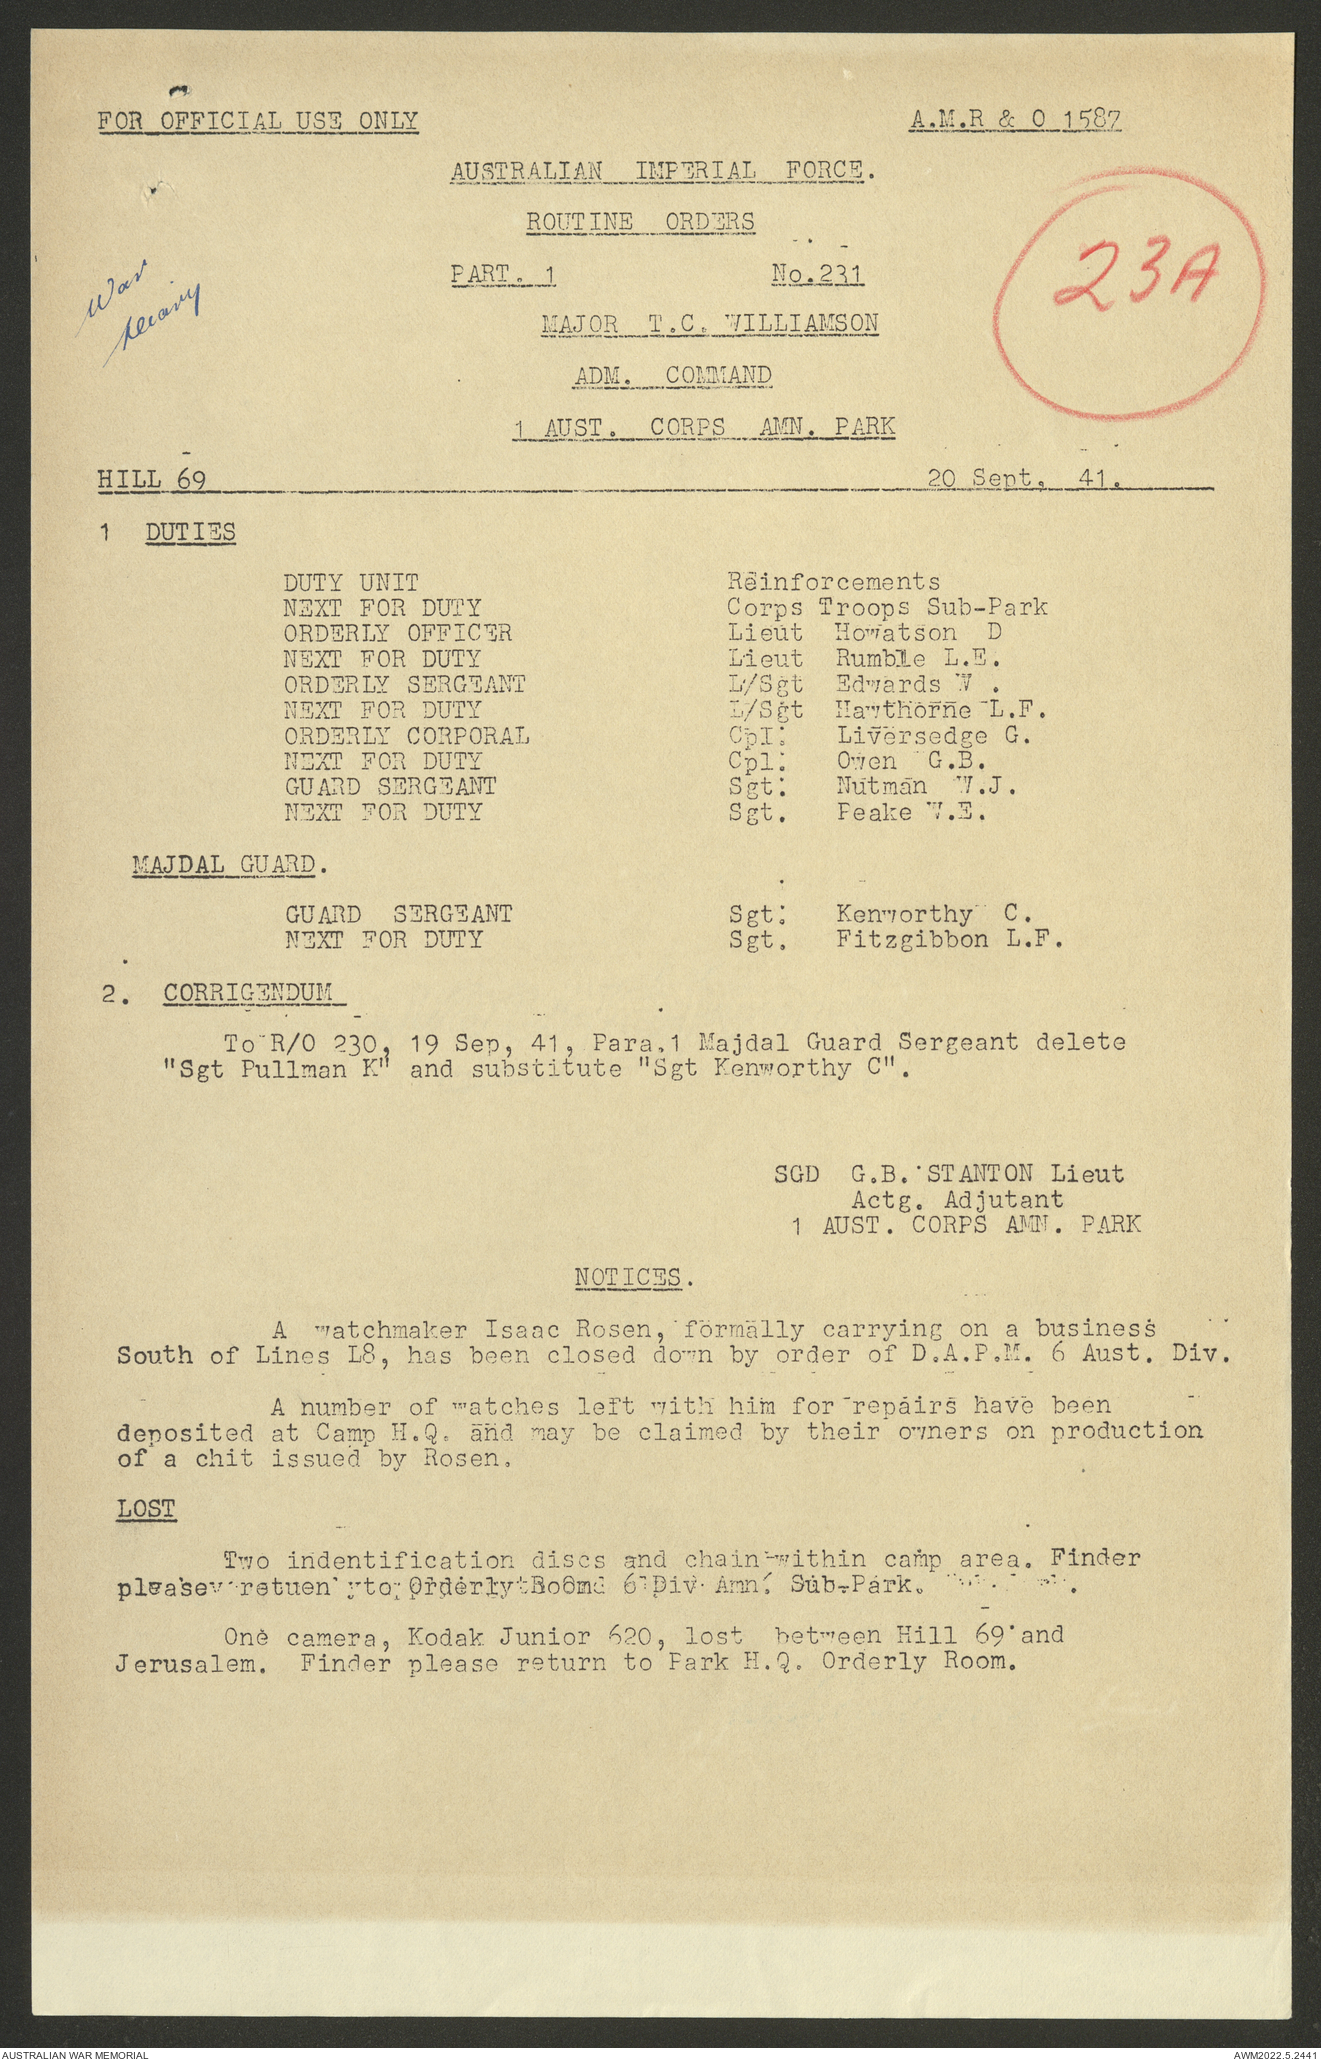 FOR OFFICIAL USE ONLY A.M.R & O 1587
AUSTRALIAN IMPERIAL FORCE.
ROUTINE ORDERS
PART. 1 No.231
23A
War
Diary
MAJOR T.C. WILLIAMSON
ADM. COMMAND
1 AUST. CORPS AMN. PARK
HILL 69 20 Sept, 41.
1 DUTIES
DUTY UNIT Reinforcements
NEXT FOR DUTY Corps Troops Sub-Park
ORDERLY OFFICER Lieut Howatson D
NEXT FOR DUTY Lieut Rumble L.E.
ORDERLY SERGEANT L/Sgt Edwards W .
NEXT FOR DUTY L/Sgt Hawthorne L.F.
ORDERLY CORPORAL Cpl. Liversedge G.
NEXT FOR DUTY Cpl. Owen G.B.
GUARD SERGEANT Sgt. Nutman W.J.
NEXT FOR DUTY Sgt. Peake W.E.
MAJDAL GUARD.
GUARD SERGEANT Sgt. Kenworthy C.
NEXT FOR DUTY Sgt. Fitzgibbon L.F.
2. CORRIGENDUM
To R/O 230, 19 Sep, 41, Para.1 Majdal Guard Sergeant delete
"Sgt Pullman K" and substitute "Sgt Kenworthy C".
SGD G.B. STANTON Lieut
Actg. Adjutant
1 AUST. CORPS AMN. PARK
NOTICES.
A watchmaker Isaac Rosen, formally carrying on a business
South of Lines L8, has been closed down by order of D.A.P.M. 6 Aust. Div.
A number of watches left with him for repairs have been
deposited at Camp H.Q. and may be claimed by their owners on production
of a chit issued by Rosen.
LOST
Two indentification discs and chain within camp area. Finder
please retuen to Orderly Room 6 Div Amn. Sub-Park.
One camera, Kodak Junior 620, lost between Hill 69 and
Jerusalem. Finder please return to Park H.Q. Orderly Room.
AUSTRALIAN WAR MEMORIAL AWM2022.5.2441